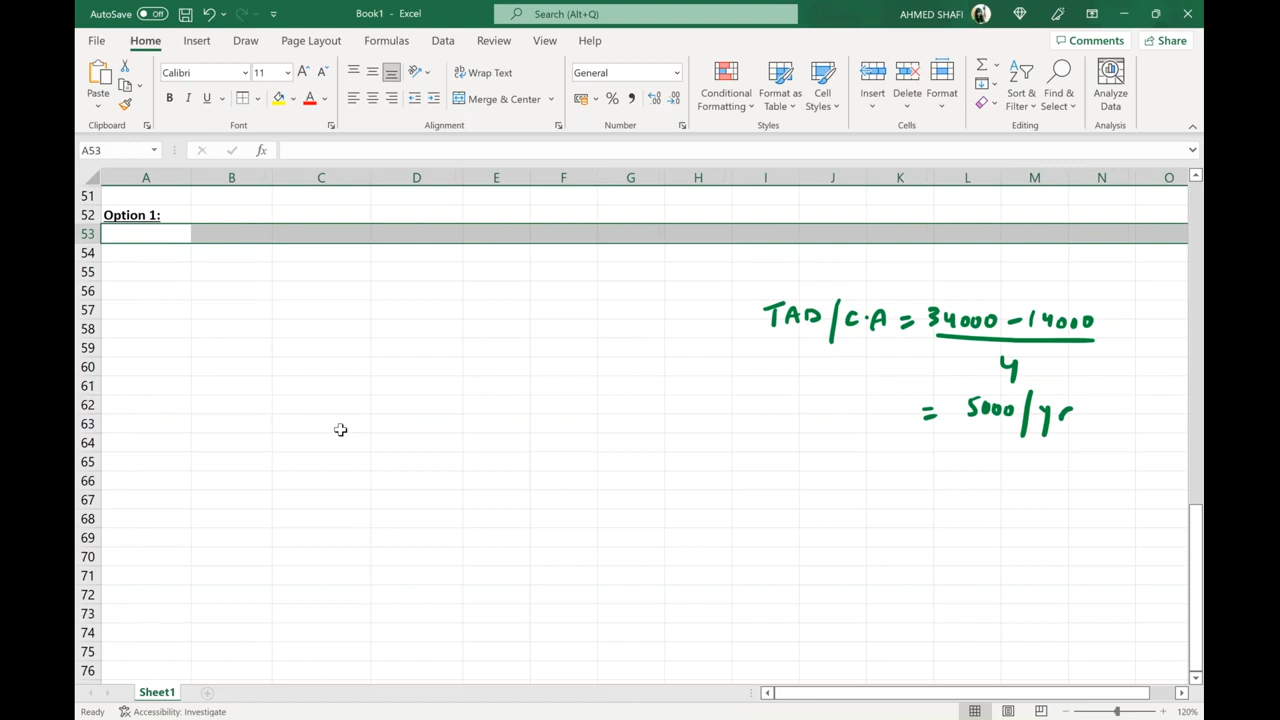 AutoSave Off Book1 - Excel Search (Alt+Q) AHMED SHAFI
File Home Insert Draw Page Layout Formulas Data Review View Help Comments Share
Paste Calibri 11 A^ A˅ Wrap Text General Conditional Formatting Format as Table Cell Styles Insert Delete Format Sort & Filter Find & Select Analyze Data
B I U A Merge & Center % ,
Clipboard Font Alignment Number Styles Cells Editing Analysis
A53 fx
A B C D E F G H I J K L M N O
51
52 Option 1:
53
54
55
56
57 TAD/C.A = 34000 - 14000
58
59
60 4
61
62 = 5000/yr
63
64
65
66
67
68
69
70
71
72
73
74
75
76
Sheet1
Ready Accessibility: Investigate 120%